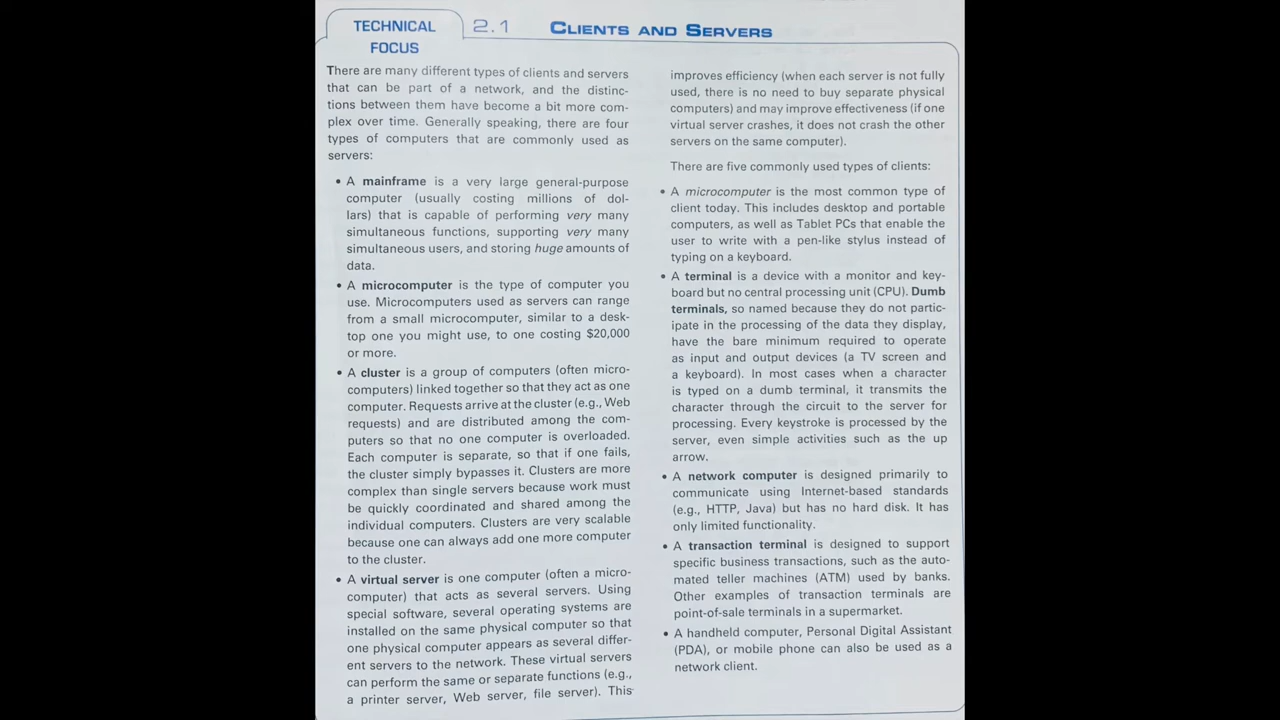 TECHNICAL
FOCUS
2.1 CLIENTS AND SERVERS
There are many different types of clients and servers
that can be part of a network, and the distinc-
tions between them have become a bit more com-
plex over time. Generally speaking, there are four
types of computers that are commonly used as
servers:
• A mainframe is a very large general-purpose
computer (usually costing millions of dol-
lars) that is capable of performing very many
simultaneous functions, supporting very many
simultaneous users, and storing huge amounts of
data.
• A microcomputer is the type of computer you
use. Microcomputers used as servers can range
from a small microcomputer, similar to a desk-
top one you might use, to one costing $20,000
or more.
• A cluster is a group of computers (often micro-
computers) linked together so that they act as one
computer. Requests arrive at the cluster (e.g., Web
requests) and are distributed among the com-
puters so that no one computer is overloaded.
Each computer is separate, so that if one fails,
the cluster simply bypasses it. Clusters are more
complex than single servers because work must
be quickly coordinated and shared among the
individual computers. Clusters are very scalable
because one can always add one more computer
to the cluster.
• A virtual server is one computer (often a micro-
computer) that acts as several servers. Using
special software, several operating systems are
installed on the same physical computer so that
one physical computer appears as several differ-
ent servers to the network. These virtual servers
can perform the same or separate functions (e.g.,
a printer server, Web server, file server). This
improves efficiency (when each server is not fully
used, there is no need to buy separate physical
computers) and may improve effectiveness (if one
virtual server crashes, it does not crash the other
servers on the same computer).
There are five commonly used types of clients:
• A microcomputer is the most common type of
client today. This includes desktop and portable
computers, as well as Tablet PCs that enable the
user to write with a pen-like stylus instead of
typing on a keyboard.
• A terminal is a device with a monitor and key-
board but no central processing unit (CPU). Dumb
terminals, so named because they do not partic-
ipate in the processing of the data they display,
have the bare minimum required to operate
as input and output devices (a TV screen and
a keyboard). In most cases when a character
is typed on a dumb terminal, it transmits the
character through the circuit to the server for
processing. Every keystroke is processed by the
server, even simple activities such as the up
arrow.
• A network computer is designed primarily to
communicate using Internet-based standards
(e.g., HTTP, Java) but has no hard disk. It has
only limited functionality.
• A transaction terminal is designed to support
specific business transactions, such as the auto-
mated teller machines (ATM) used by banks.
Other examples of transaction terminals are
point-of-sale terminals in a supermarket.
• A handheld computer, Personal Digital Assistant
(PDA), or mobile phone can also be used as a
network client.